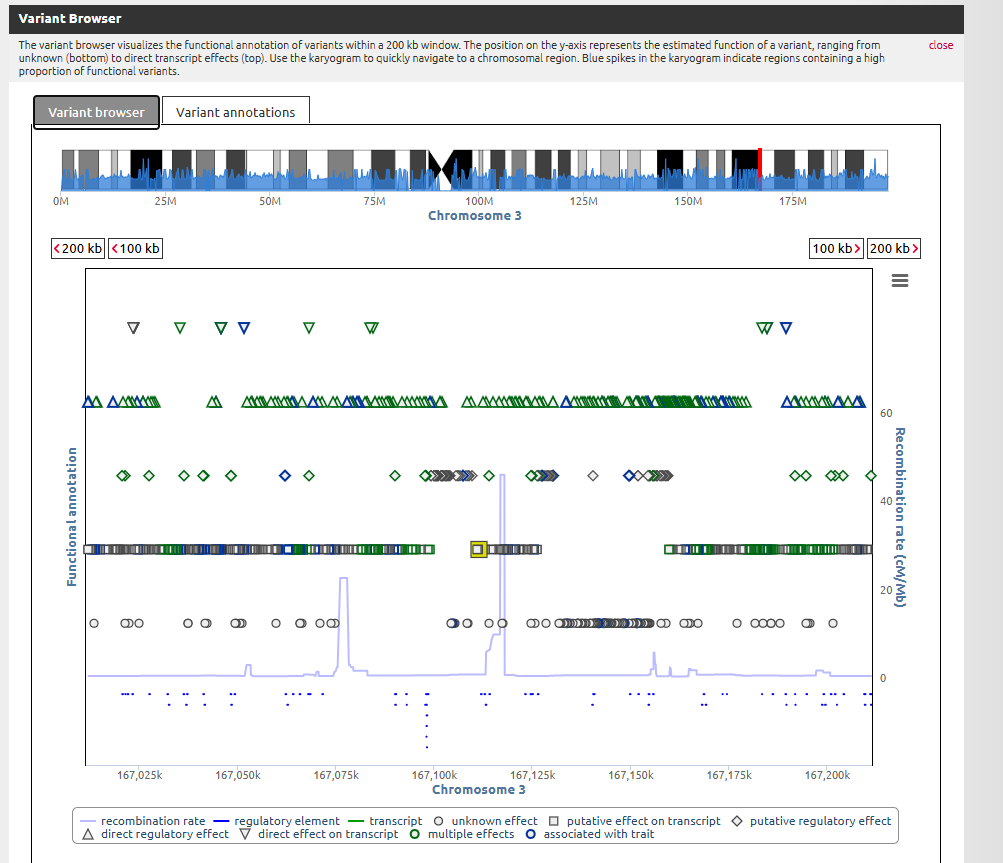 Variant Browser
The variant browser visualizes the functional annotation of variants within a 200 kb window. The position on the y-axis represents the estimated function of a variant, ranging from
close
unknown (bottom) to direct transcript effects (top). Use the karyogram to quickly navigate to a chromosomal region. Blue spikes in the karyogram indicate regions containing a high
proportion of functional variants.
Variant browser
Variant annotations
0M 25M 50M 75M 100M 125M 150M 175M
Chromosome 3
<200 kb <100 kb 100 kb> 200 kb>
Functional annotation
60
40
20
0
Recombination rate (cM/Mb)
167,025k 167,050k 167,075k 167,100k 167,125k 167,150k 167,175k 167,200k
Chromosome 3
recombination rate regulatory element transcript unknown effect putative effect on transcript putative regulatory effect
direct regulatory effect direct effect on transcript multiple effects associated with trait